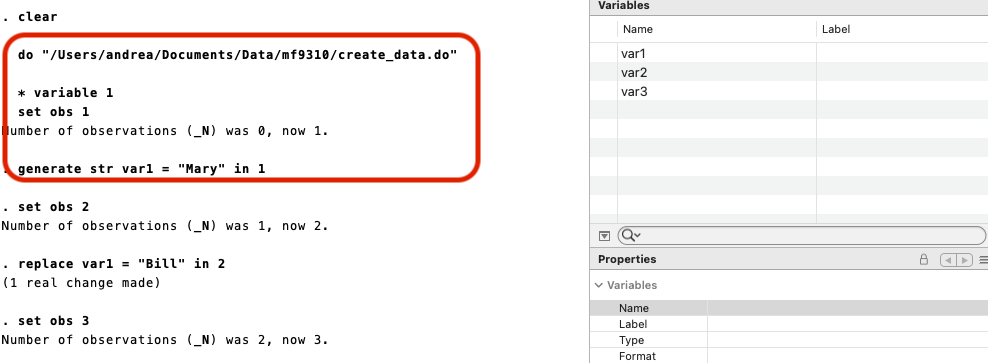 . clear
do "/Users/andrea/Documents/Data/mf9310/create_data.do"
* variable 1
set obs 1
Number of observations (_N) was 0, now 1.
. generate str var1 = "Mary" in 1
. set obs 2
Number of observations (_N) was 1, now 2.
. replace var1 = "Bill" in 2
(1 real change made)
. set obs 3
Number of observations (_N) was 2, now 3.
Variables
Name Label
var1
var2
var3
Properties
Variables
Name
Label
Type
Format